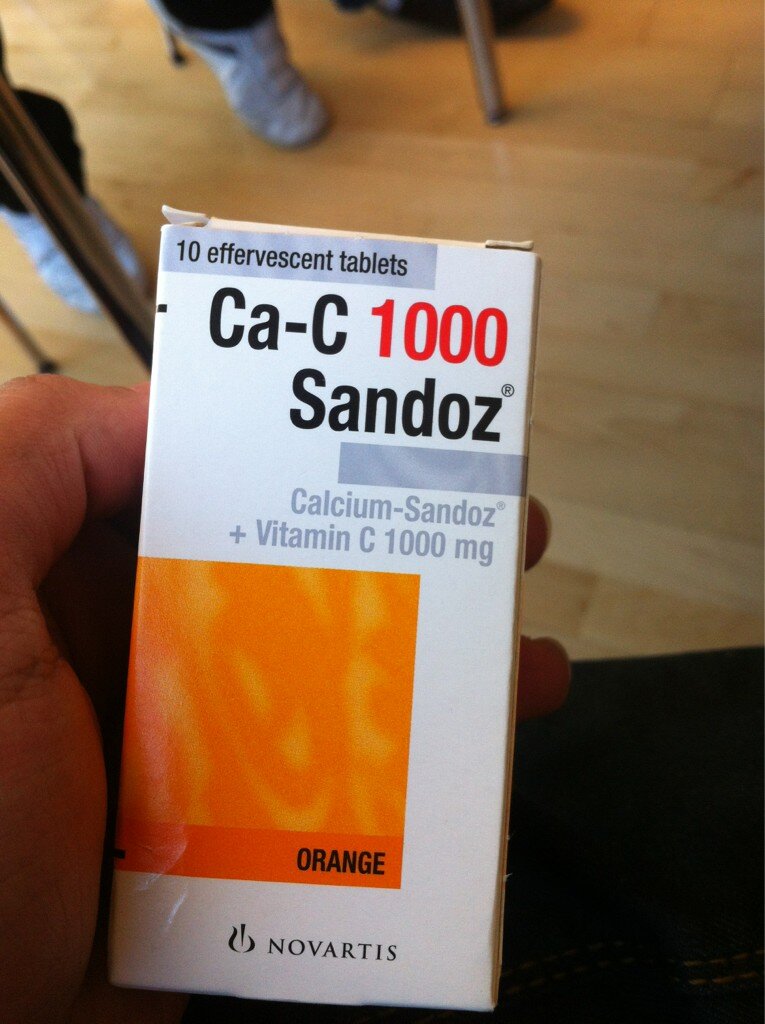 10 effervescent tablets
Ca-C 1000
Sandoz®
Calcium-Sandoz®
+ Vitamin C 1000 mg
ORANGE
NOVARTIS